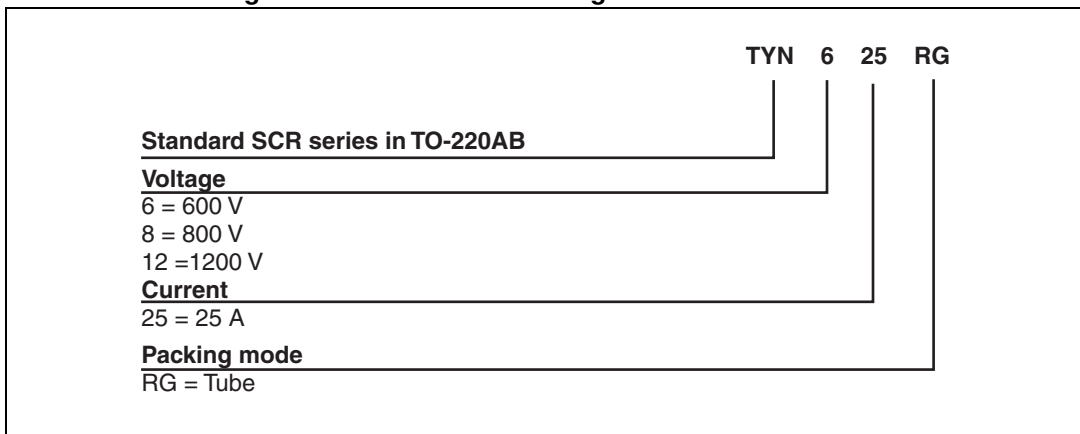 TYN 6 25 RG
Standard SCR series in TO-220AB
Voltage
6 = 600 V
8 = 800 V
12 =1200 V
Current
25 = 25 A
Packing mode
RG = Tube